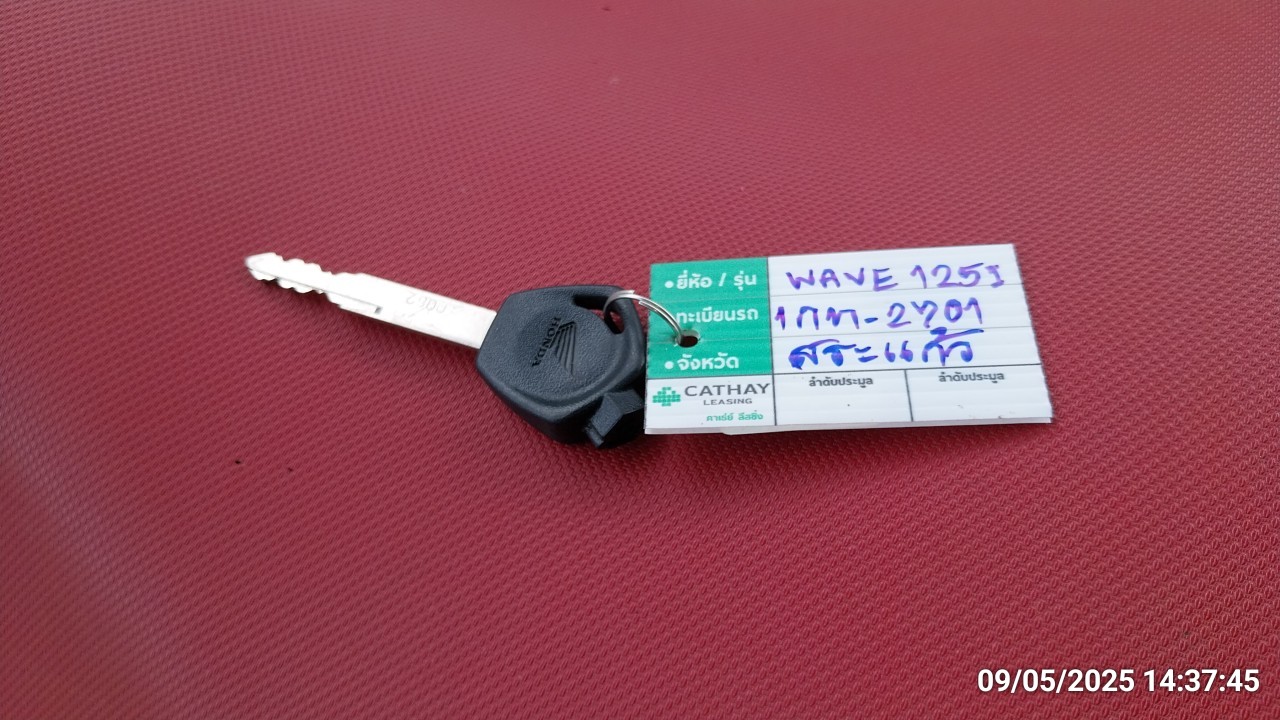 HONDA
• ยี่ห้อ / รุ่น WAVE 125I
ทะเบียนรถ 1กท-2701
• จังหวัด สระแก้ว
CATHAY
LEASING
คาเธ่ย์ ลีสซิ่ง
ลำดับประมูล ลำดับประมูล
09/05/2025 14:37:45